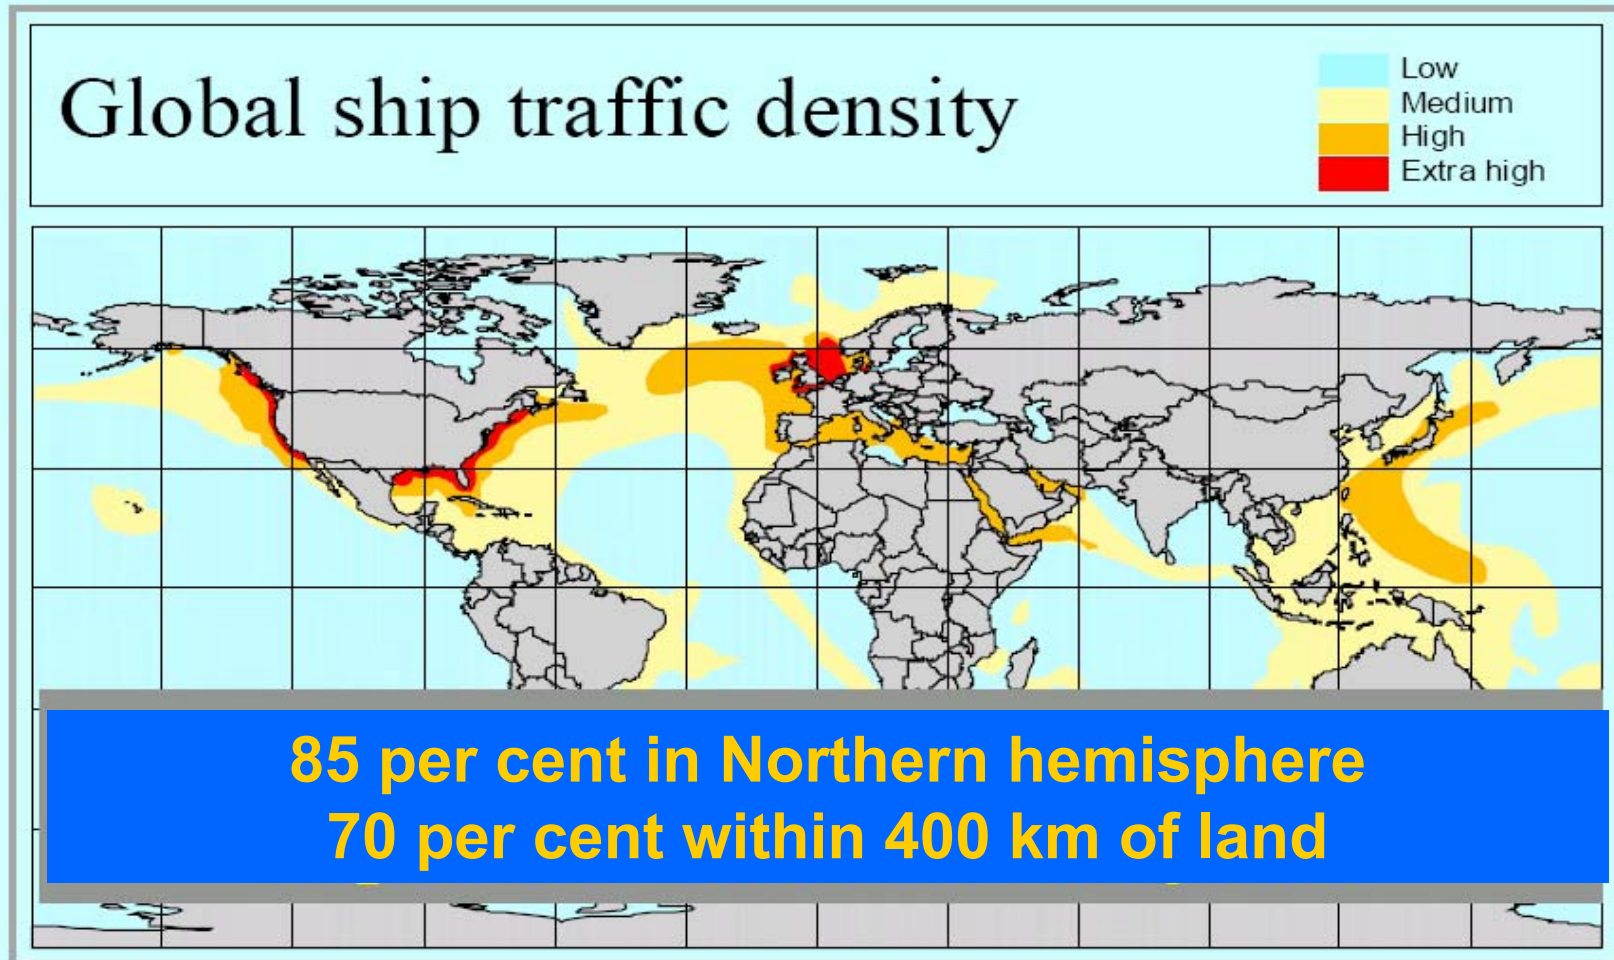 Global ship traffic density
Low
Medium
High
Extra high
85 per cent in Northern hemisphere
70 per cent within 400 km of land